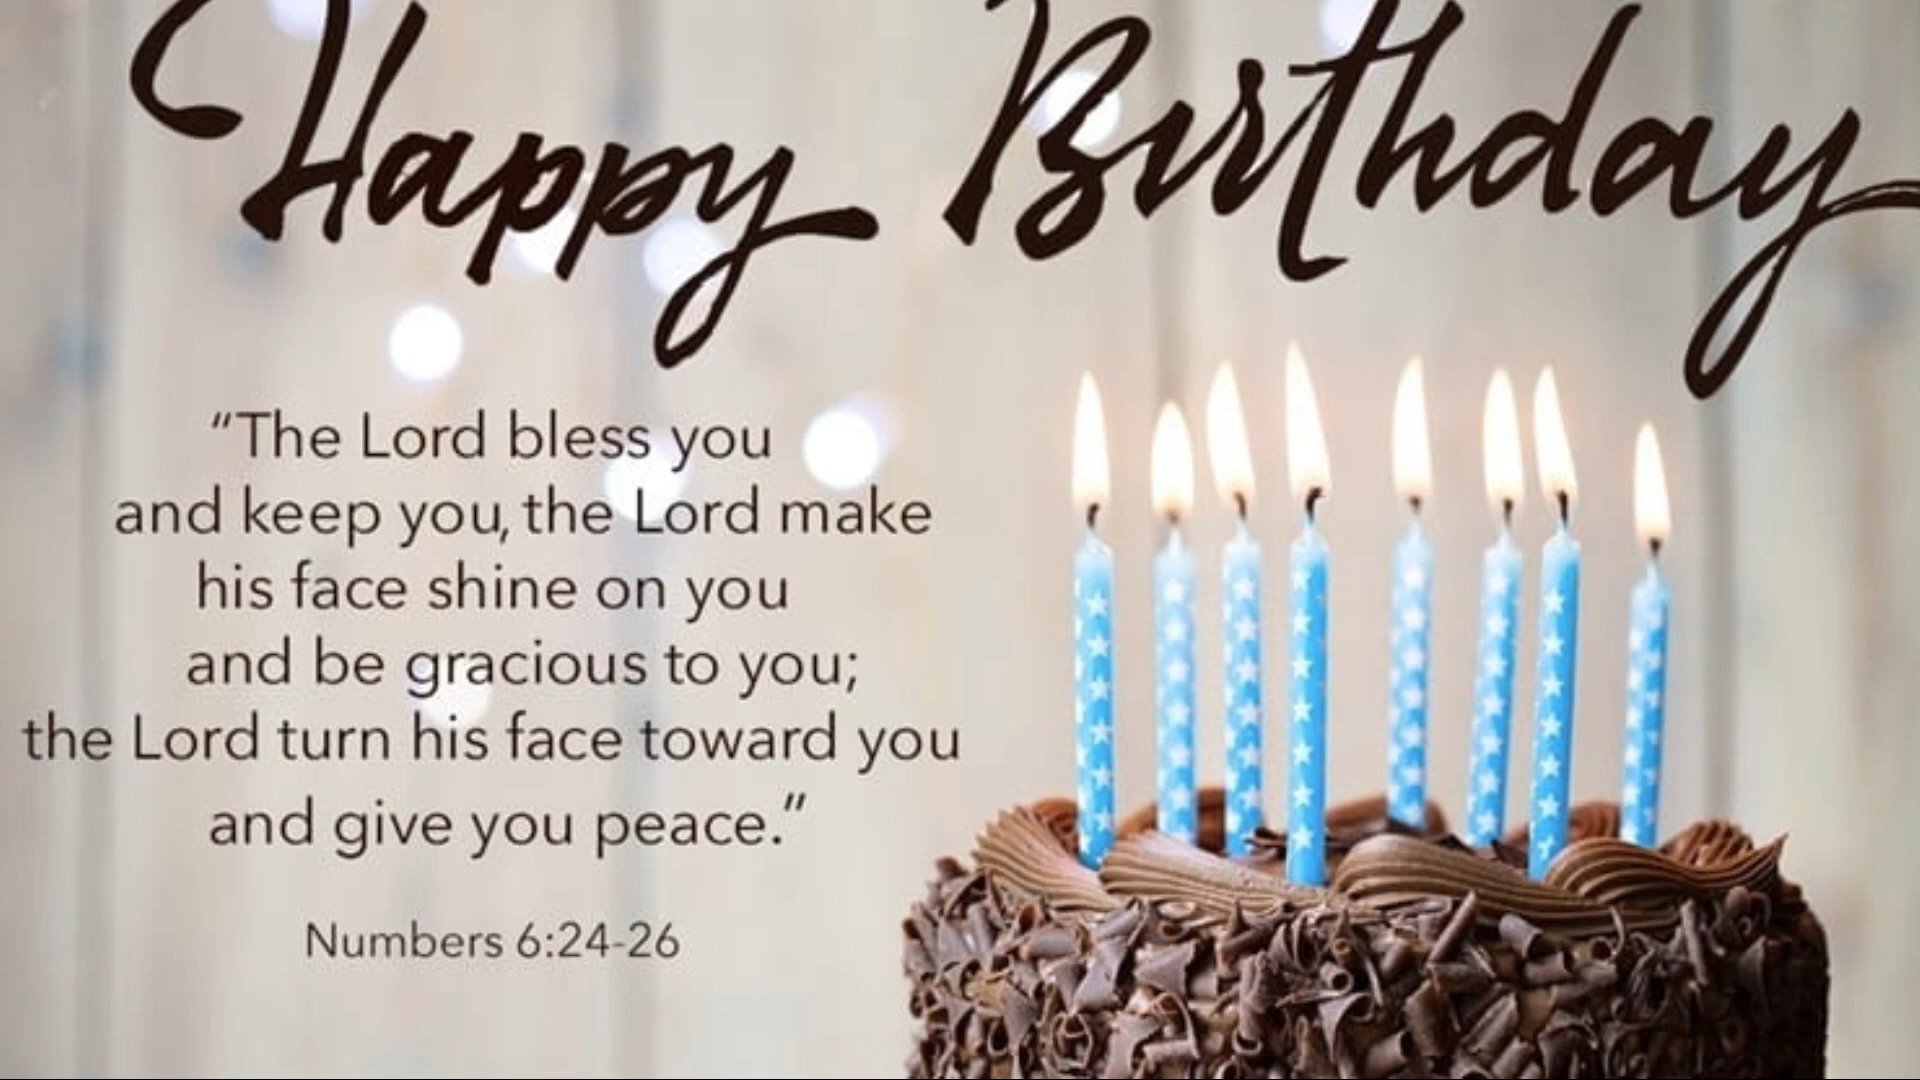 Happy Birthday
“The Lord bless you
and keep you, the Lord make
his face shine on you
and be gracious to you;
the Lord turn his face toward you
and give you peace.”
Numbers 6:24-26